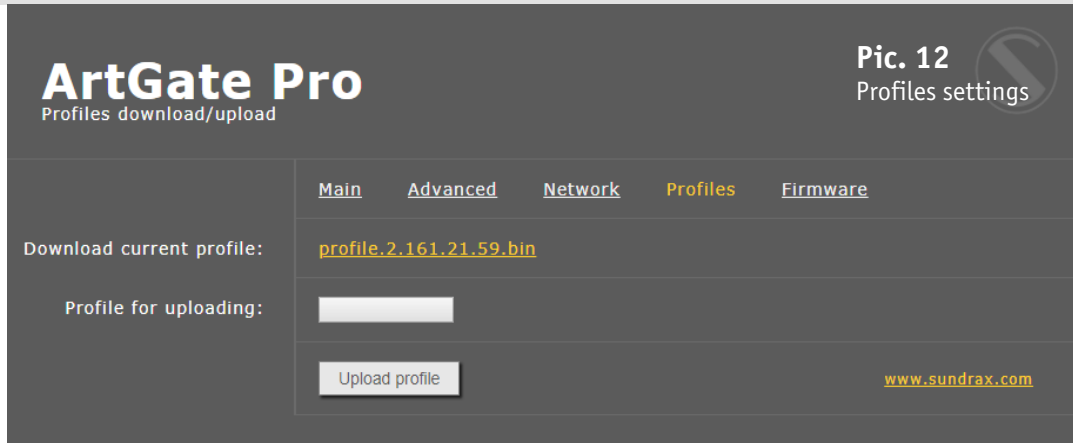 ArtGate Pro
Profiles download/upload
Pic. 12
Profiles settings
Main Advanced Network Profiles Firmware
Download current profile: profile.2.161.21.59.bin
Profile for uploading:
Upload profile www.sundrax.com